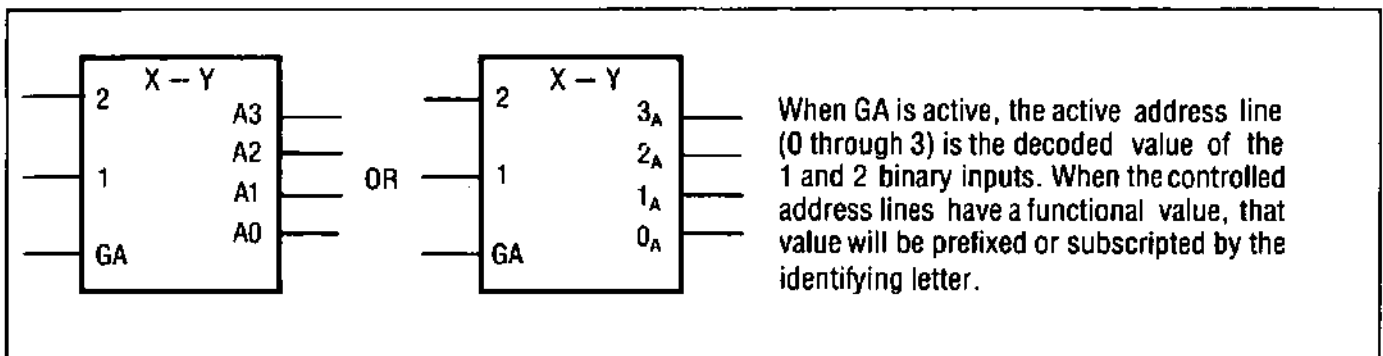 X – Y
2
1
GA
A3
A2
A1
A0
OR
X – Y
2
1
GA
3A
2A
1A
0A
When GA is active, the active address line
(0 through 3) is the decoded value of the
1 and 2 binary inputs. When the controlled
address lines have a functional value, that
value will be prefixed or subscripted by the
identifying letter.